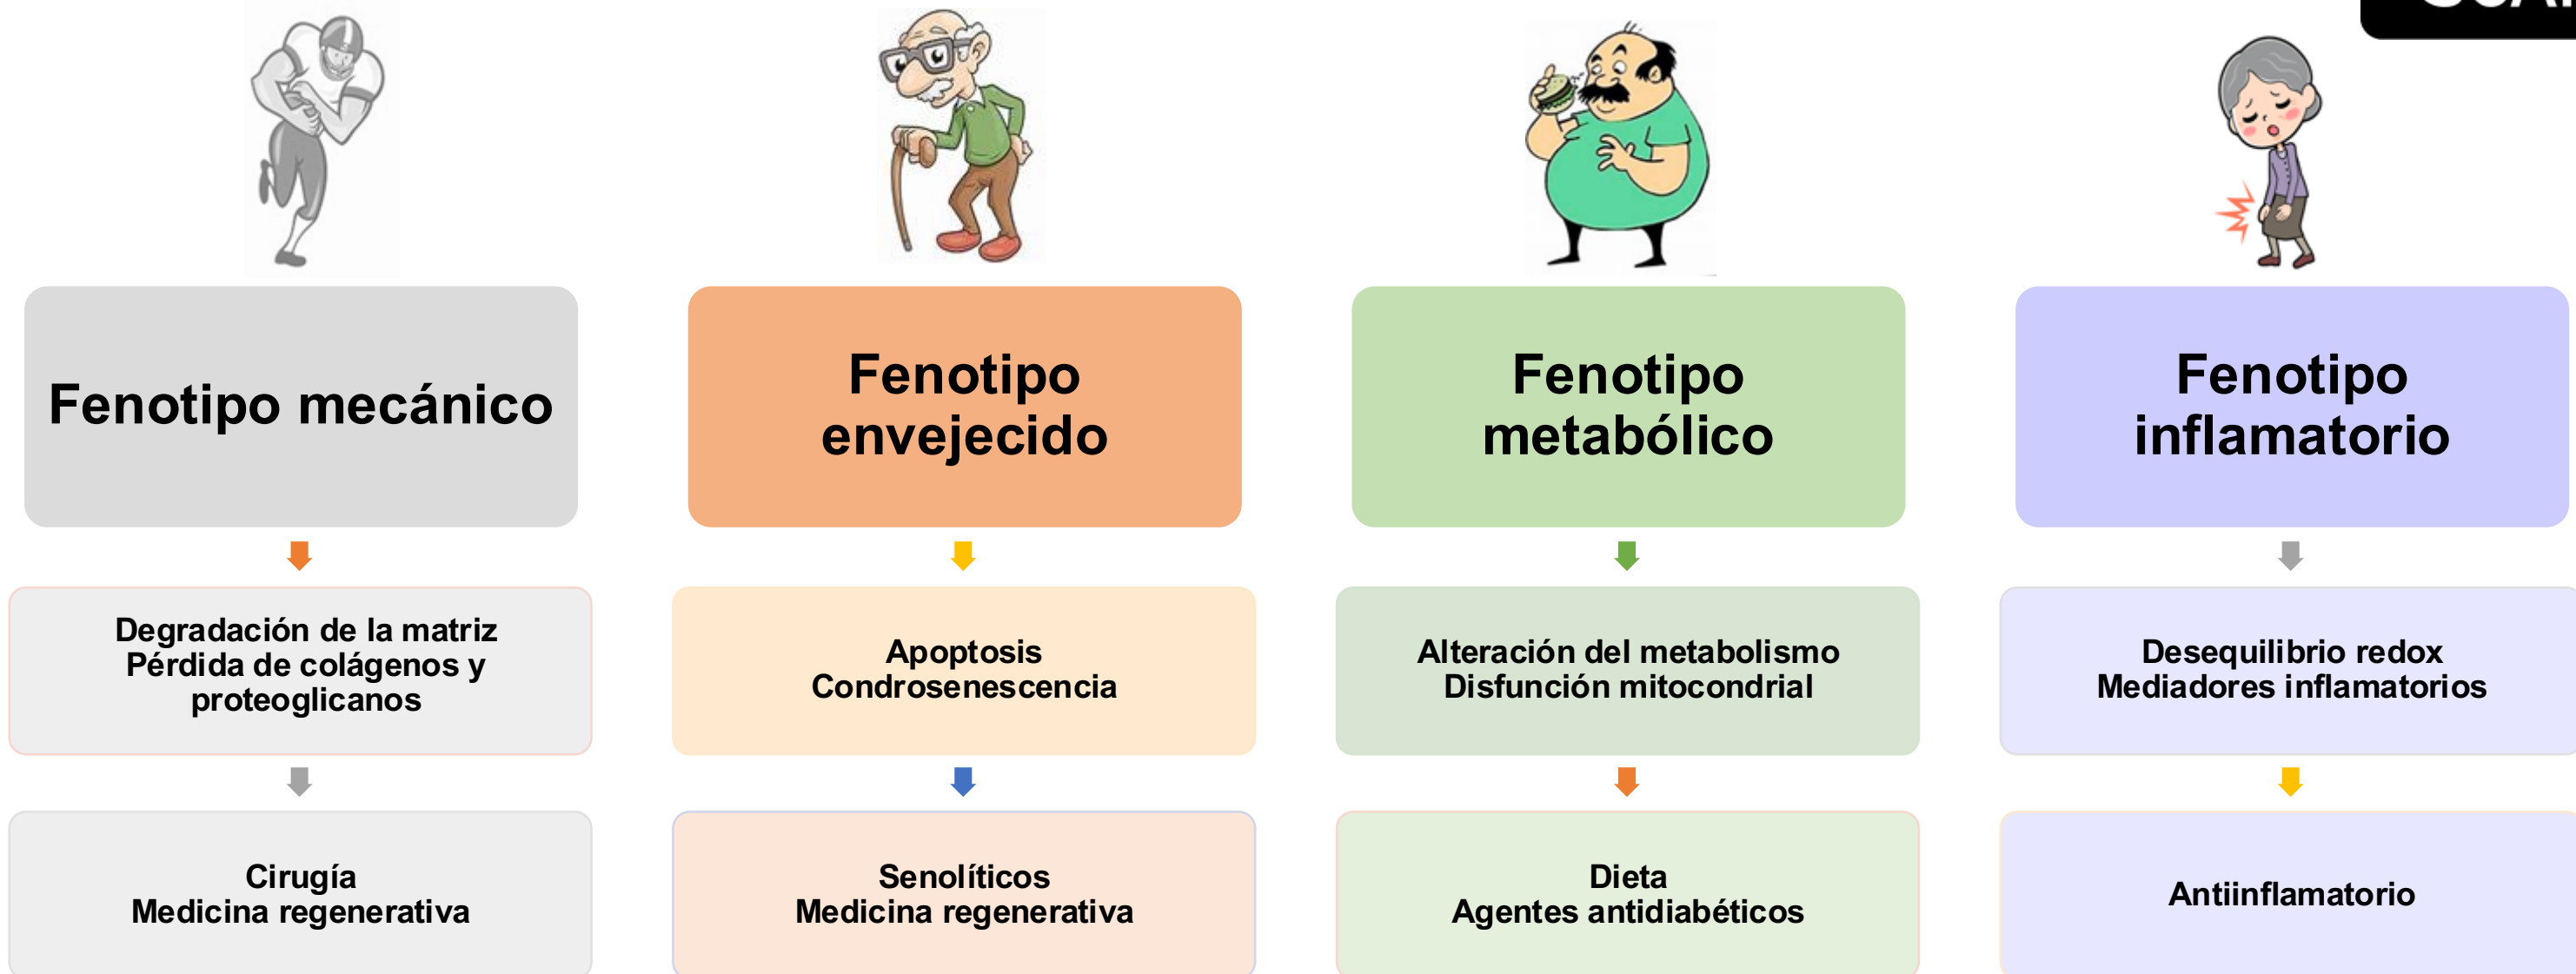 Fenotipo mecánico
Degradación de la matriz
Pérdida de colágenos y
proteoglicanos
Cirugía
Medicina regenerativa
Fenotipo
envejecido
Apoptosis
Condrosenescencia
Senolíticos
Medicina regenerativa
Fenotipo
metabólico
Alteración del metabolismo
Disfunción mitocondrial
Dieta
Agentes antidiabéticos
Fenotipo
inflamatorio
Desequilibrio redox
Mediadores inflamatorios
Antiinflamatorio